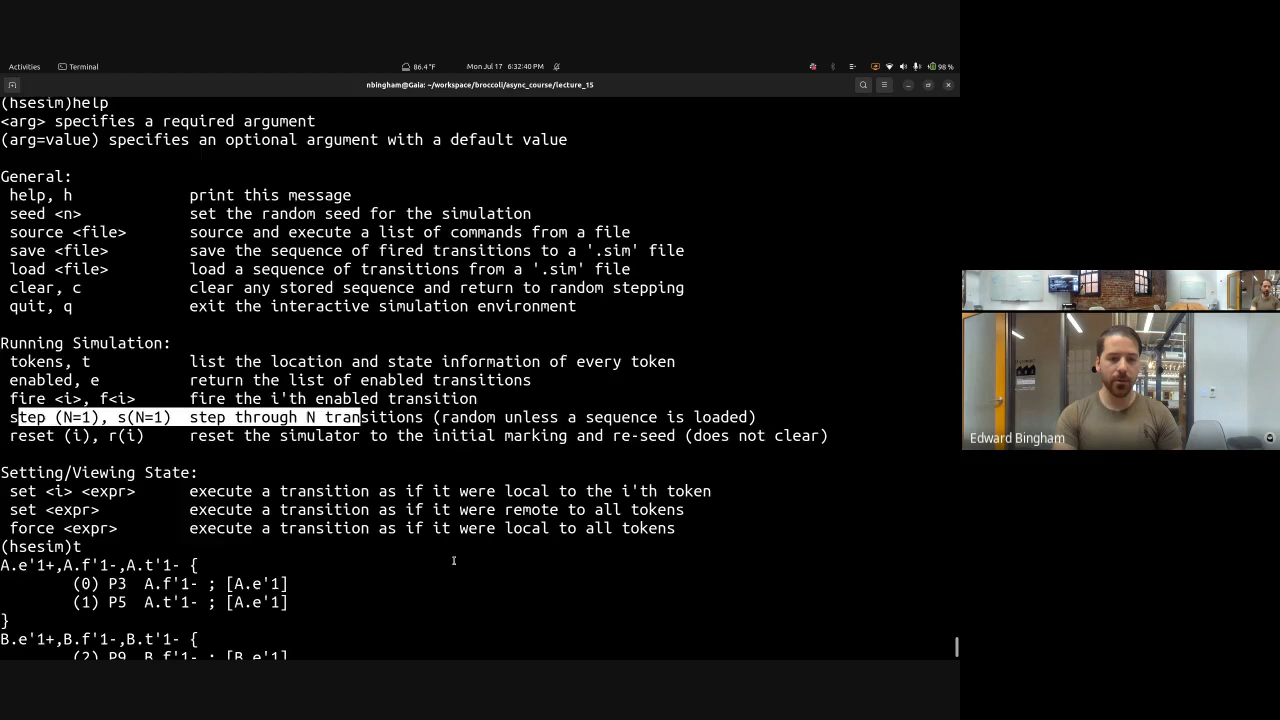 Activities
Terminal
86.4 °F
Mon Jul 17  6:32:40 PM
98 %
nbingham@Gaia: ~/workspace/broccoli/async_course/lecture_15
(hsesim)help
<arg> specifies a required argument
(arg=value) specifies an optional argument with a default value
General:
help, h print this message
seed <n> set the random seed for the simulation
source <file> source and execute a list of commands from a file
save <file> save the sequence of fired transitions to a '.sim' file
load <file> load a sequence of transitions from a '.sim' file
clear, c clear any stored sequence and return to random stepping
quit, q exit the interactive simulation environment
Running Simulation:
tokens, t list the location and state information of every token
enabled, e return the list of enabled transitions
fire <i>, f<i> fire the i'th enabled transition
step (N=1), s(N=1) step through N transitions (random unless a sequence is loaded)
reset (i), r(i) reset the simulator to the initial marking and re-seed (does not clear)
Setting/Viewing State:
set <i> <expr> execute a transition as if it were local to the i'th token
set <expr> execute a transition as if it were remote to all tokens
force <expr> execute a transition as if it were local to all tokens
(hsesim)t
A.e'1+,A.f'1-,A.t'1- {
(0) P3 A.f'1- ; [A.e'1]
(1) P5 A.t'1- ; [A.e'1]
}
B.e'1+,B.f'1-,B.t'1- {
(2) P9 B.f'1- ; [B.e'1]
Edward Bingham